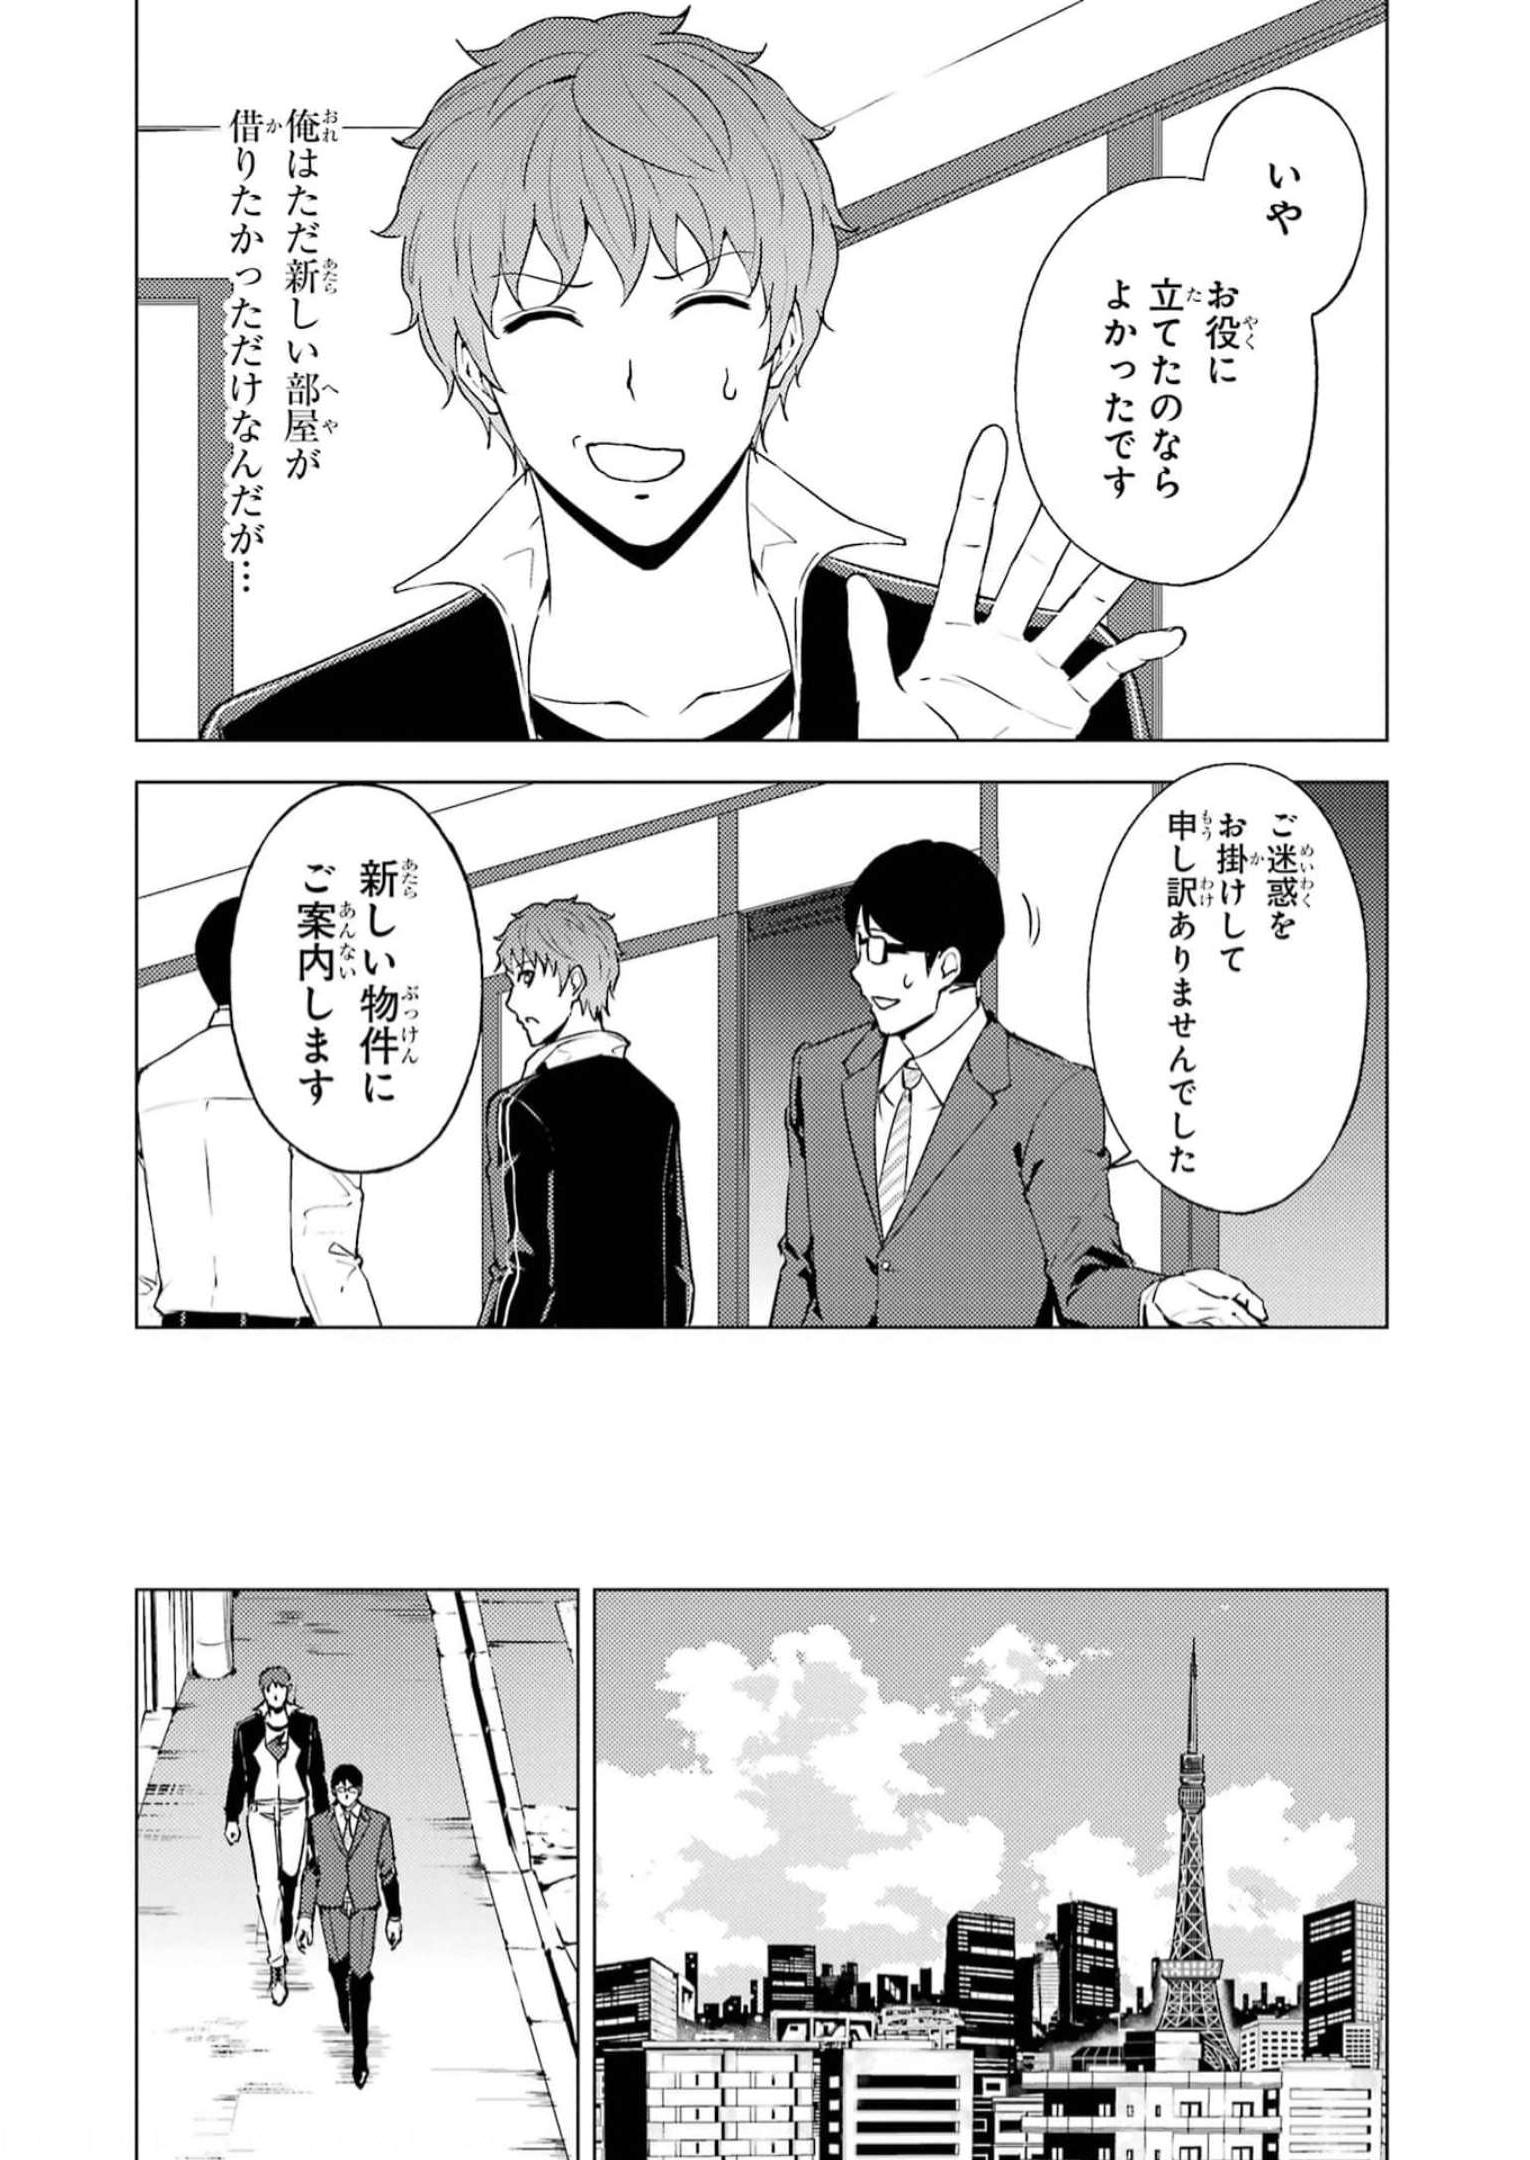 いや
お役に
立てたのなら
よかったです
俺はただ新しい部屋が
借りたかっただけなんだが…
ご迷惑を
お掛けして
申し訳ありませんでした
新しい物件に
ご案内します